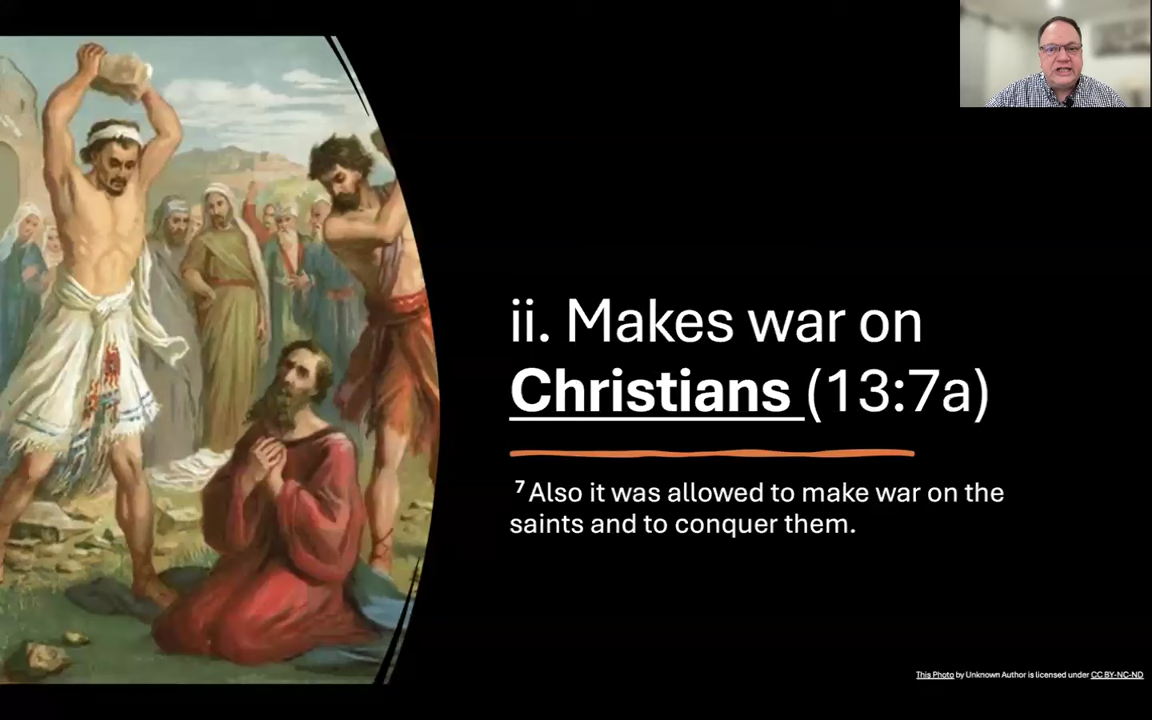 ii. Makes war on
Christians (13:7a)
⁷ Also it was allowed to make war on the
saints and to conquer them.
This Photo by Unknown Author is licensed under CC BY-NC-ND